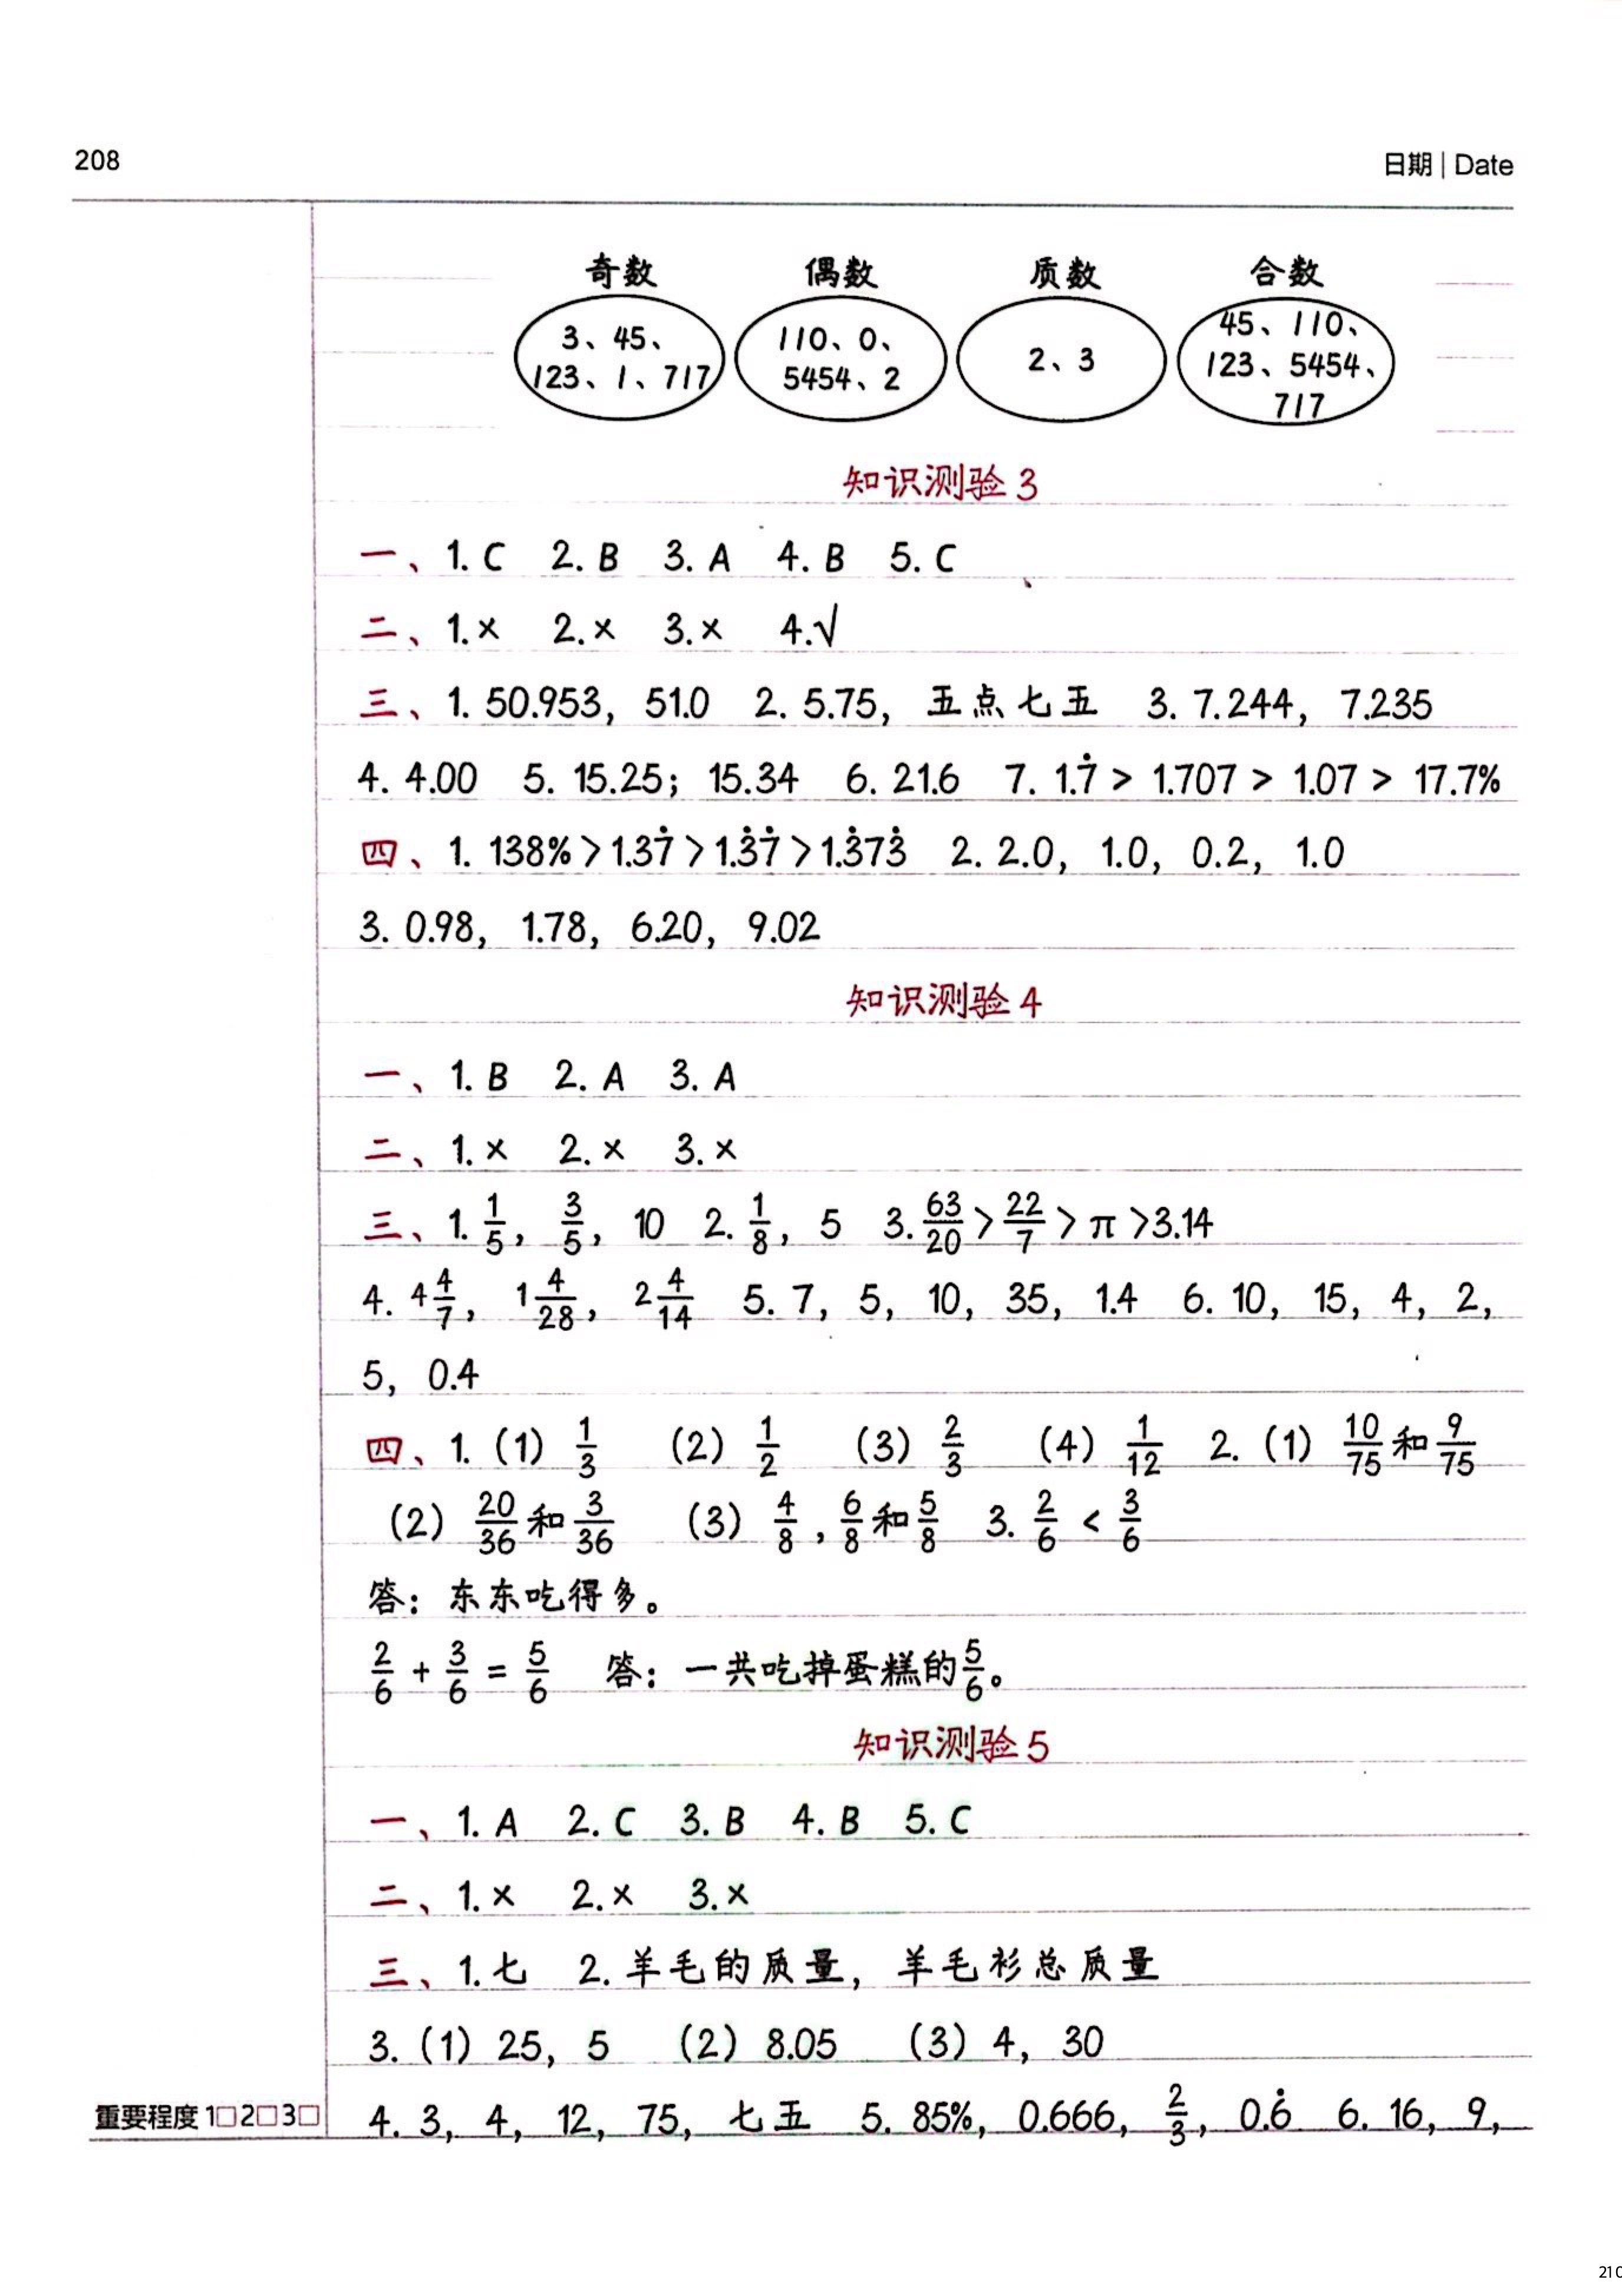 208 日期 | Date
奇数 偶数 质数 合数
3、45、 123、1、717
110、0、 5454、2
2、3
45、110、 123、5454、 717
知识测验3
一、1. C 2. B 3. A 4. B 5. C
二、1.× 2.× 3.× 4.√
三、1. 50.953, 51.0 2. 5.75, 五点七五 3. 7.244, 7.235
4. 4.00 5. 15.25; 15.34 6. 21.6 7. 1.7̇ > 1.707 > 1.07 > 17.7%
四、1. 138% > 1.37̇ > 1.3̇7̇ > 1.3̇73̇ 2. 2.0, 1.0, 0.2, 1.0
3. 0.98, 1.78, 6.20, 9.02
知识测验4
一、1. B 2. A 3. A
二、1. × 2. × 3. ×
三、1. 1/5, 3/5, 10 2. 1/8, 5 3. 63/20 > 22/7 > π > 3.14
4. 4 4/7, 1 4/28, 2 4/14 5. 7, 5, 10, 35, 1.4 6. 10, 15, 4, 2,
5, 0.4
四、1. (1) 1/3 (2) 1/2 (3) 2/3 (4) 1/12 2. (1) 10/75 和 9/75
(2) 20/36 和 3/36 (3) 4/8, 6/8 和 5/8 3. 2/6 < 3/6
答: 东东吃得多。
2/6 + 3/6 = 5/6 答: 一共吃掉蛋糕的5/6。
知识测验5
一、1. A 2. C 3. B 4. B 5. C
二、1. × 2. × 3. ×
三、1. 七 2. 羊毛的质量, 羊毛衫总质量
3. (1) 25, 5 (2) 8.05 (3) 4, 30
重要程度 1□2□3□ 4. 3, 4, 12, 75, 七五 5. 85%, 0.666, 2/3, 0.6̇ 6. 16, 9,
210